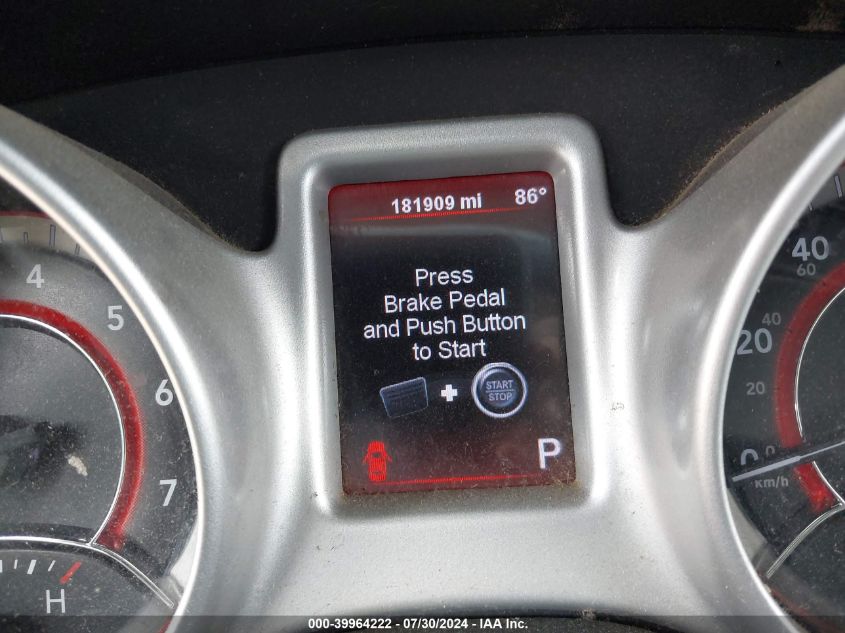 181909 mi 86°
Press
Brake Pedal
and Push Button
to Start
START
STOP
P
4
5
6
7
H
40
60
40
20
20
0
0
km/h
000-39964222 / 07/30/2024 - IAA Inc.